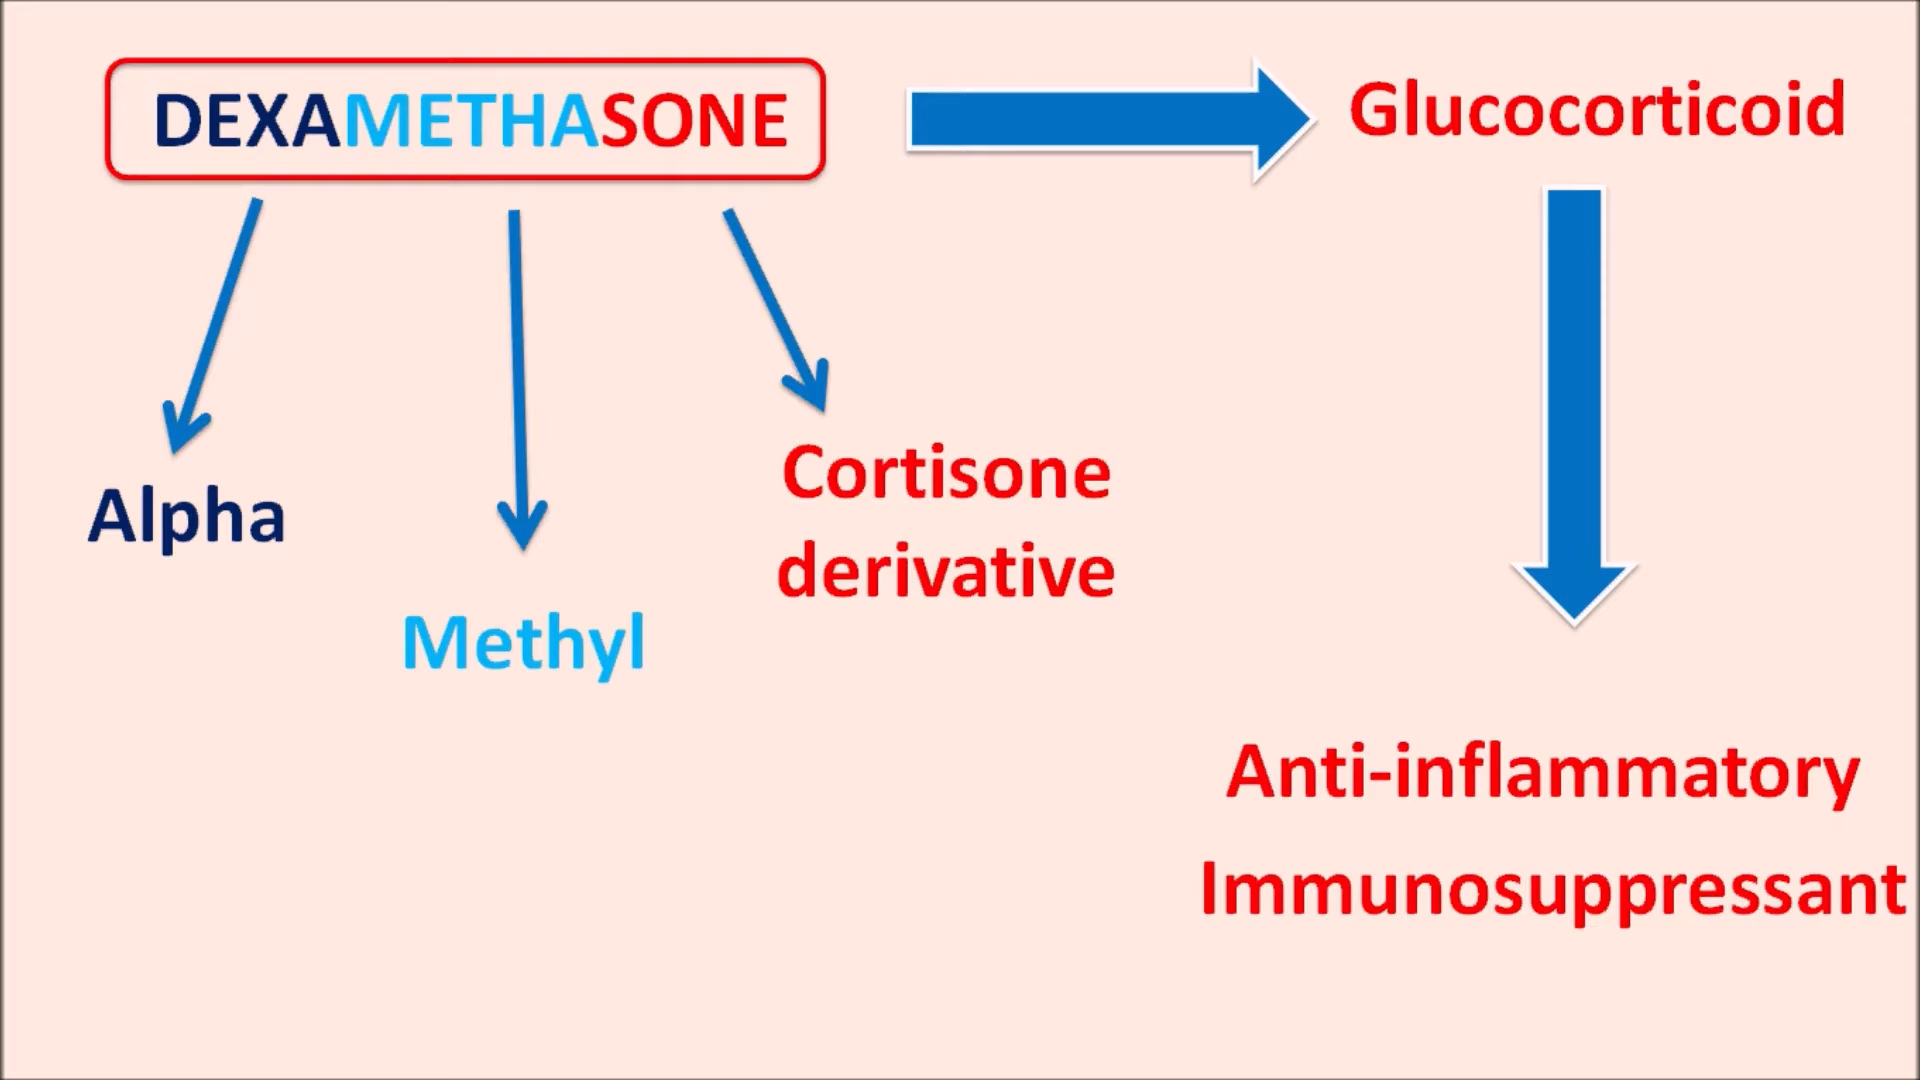 DEXAMETHASONE
Glucocorticoid
Alpha
Methyl
Cortisone
derivative
Anti-inflammatory
Immunosuppressant